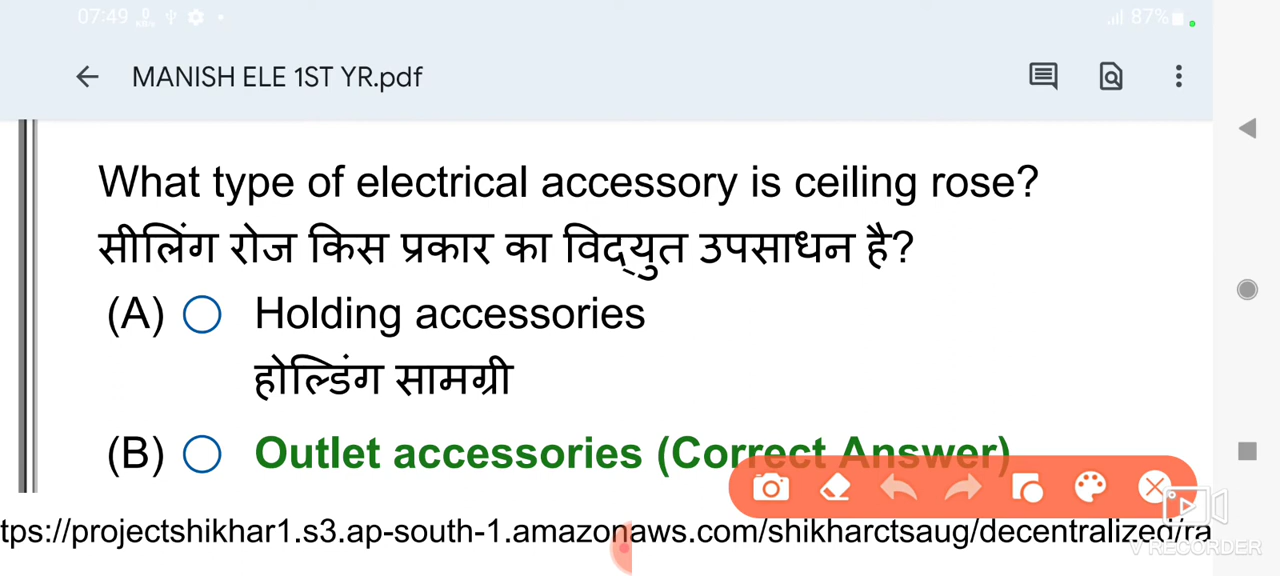 07:49 87%
MANISH ELE 1ST YR.pdf
What type of electrical accessory is ceiling rose?
सीलिंग रोज किस प्रकार का विद्युत उपसाधन है?
(A) Holding accessories
होल्डिंग सामग्री
(B) Outlet accessories (Correct Answer)
tps://projectshikhar1.s3.ap-south-1.amazonaws.com/shikharctsaug/decentralized/ra
V RECORDER